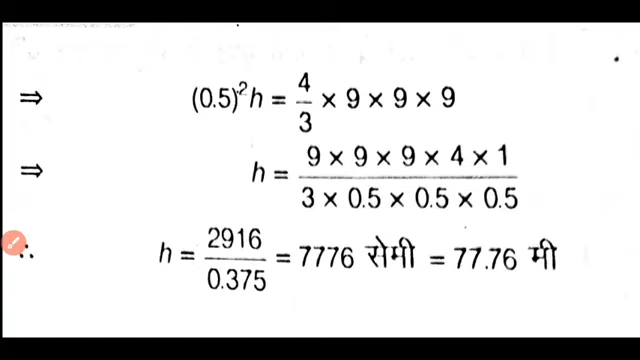 ⇒ (0.5)²h = 4/3 × 9 × 9 × 9
⇒ h = (9 × 9 × 9 × 4 × 1)/(3 × 0.5 × 0.5 × 0.5)
∴ h = 2916/0.375 = 7776 सेमी = 77.76 मी